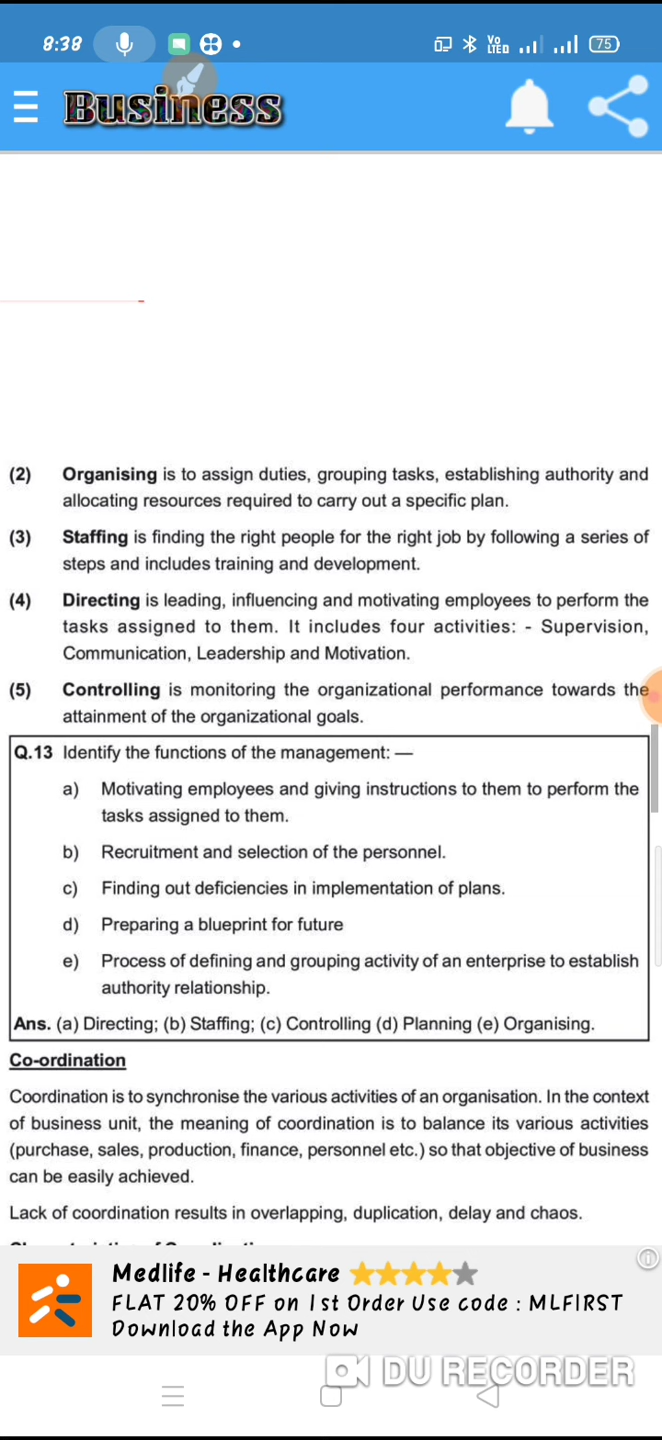 8:38
Vo
LTED
75
Business
(2) Organising is to assign duties, grouping tasks, establishing authority and
allocating resources required to carry out a specific plan.
(3) Staffing is finding the right people for the right job by following a series of
steps and includes training and development.
(4) Directing is leading, influencing and motivating employees to perform the
tasks assigned to them. It includes four activities: - Supervision,
Communication, Leadership and Motivation.
(5) Controlling is monitoring the organizational performance towards the
attainment of the organizational goals.
Q.13 Identify the functions of the management: —
a) Motivating employees and giving instructions to them to perform the
tasks assigned to them.
b) Recruitment and selection of the personnel.
c) Finding out deficiencies in implementation of plans.
d) Preparing a blueprint for future
e) Process of defining and grouping activity of an enterprise to establish
authority relationship.
Ans. (a) Directing; (b) Staffing; (c) Controlling (d) Planning (e) Organising.
Co-ordination
Coordination is to synchronise the various activities of an organisation. In the context
of business unit, the meaning of coordination is to balance its various activities
(purchase, sales, production, finance, personnel etc.) so that objective of business
can be easily achieved.
Lack of coordination results in overlapping, duplication, delay and chaos.
Medlife - Healthcare
FLAT 20% OFF on 1st Order Use code : MLFIRST
Download the App Now
DU RECORDER